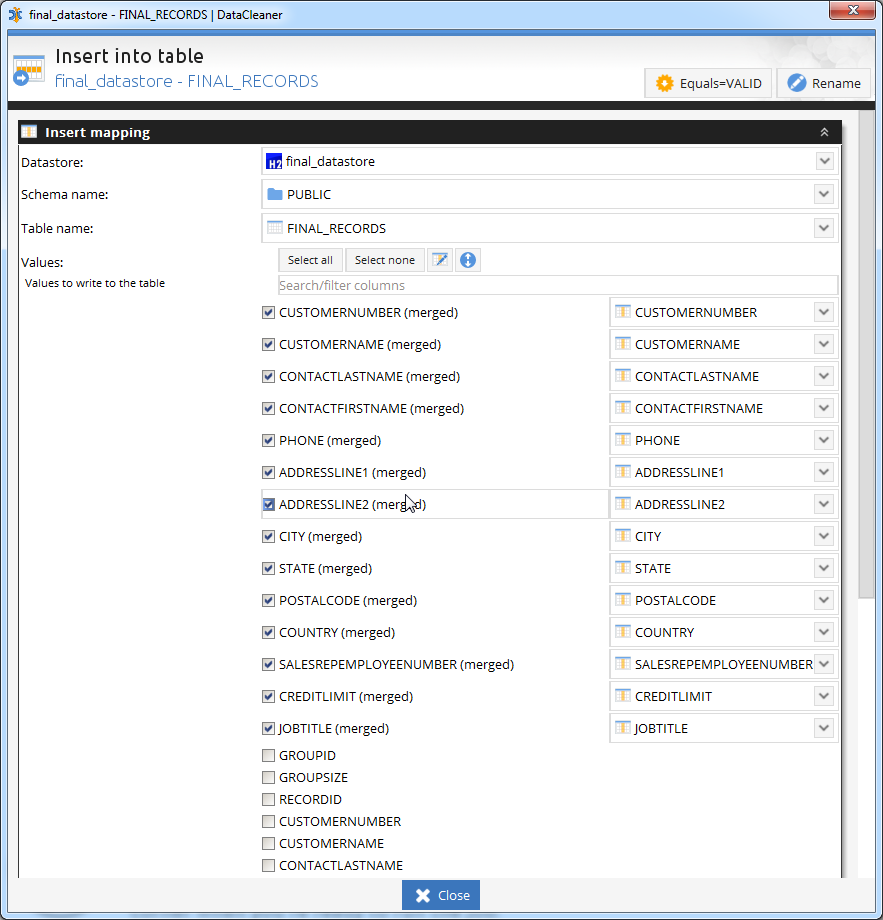 final_datastore - FINAL_RECORDS | DataCleaner
Insert into table
final_datastore - FINAL_RECORDS
Equals=VALID
Rename
Insert mapping
Datastore:
H2 final_datastore
Schema name:
PUBLIC
Table name:
FINAL_RECORDS
Values:
Select all
Select none
Values to write to the table
Search/filter columns
CUSTOMERNUMBER (merged) CUSTOMERNUMBER
CUSTOMERNAME (merged) CUSTOMERNAME
CONTACTLASTNAME (merged) CONTACTLASTNAME
CONTACTFIRSTNAME (merged) CONTACTFIRSTNAME
PHONE (merged) PHONE
ADDRESSLINE1 (merged) ADDRESSLINE1
ADDRESSLINE2 (merged) ADDRESSLINE2
CITY (merged) CITY
STATE (merged) STATE
POSTALCODE (merged) POSTALCODE
COUNTRY (merged) COUNTRY
SALESREPEMPLOYEENUMBER (merged) SALESREPEMPLOYEENUMBER
CREDITLIMIT (merged) CREDITLIMIT
JOBTITLE (merged) JOBTITLE
GROUPID
GROUPSIZE
RECORDID
CUSTOMERNUMBER
CUSTOMERNAME
CONTACTLASTNAME
Close